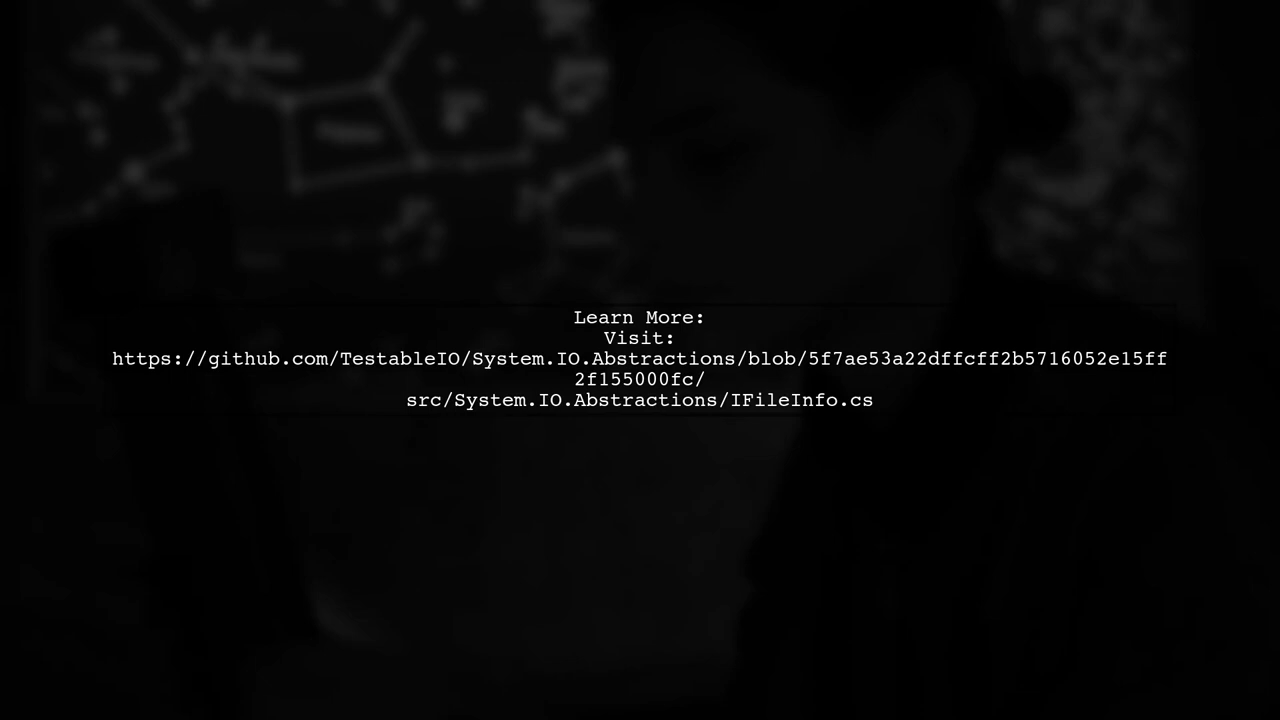 Learn More:
Visit:
https://github.com/TestableIO/System.IO.Abstractions/blob/5f7ae53a22dffcff2b5716052e15ff
2f155000fc/
src/System.IO.Abstractions/IFileInfo.cs